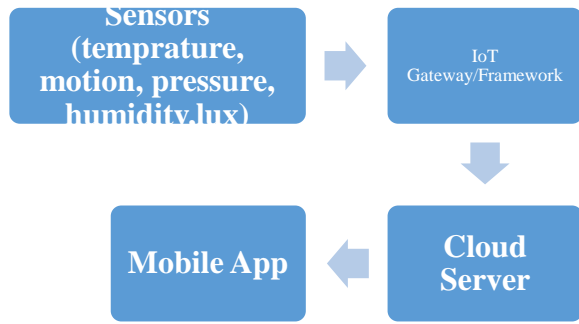 Sensors
(temprature,
motion, pressure,
humidity,lux)
IoT
Gateway/Framework
Mobile App
Cloud
Server